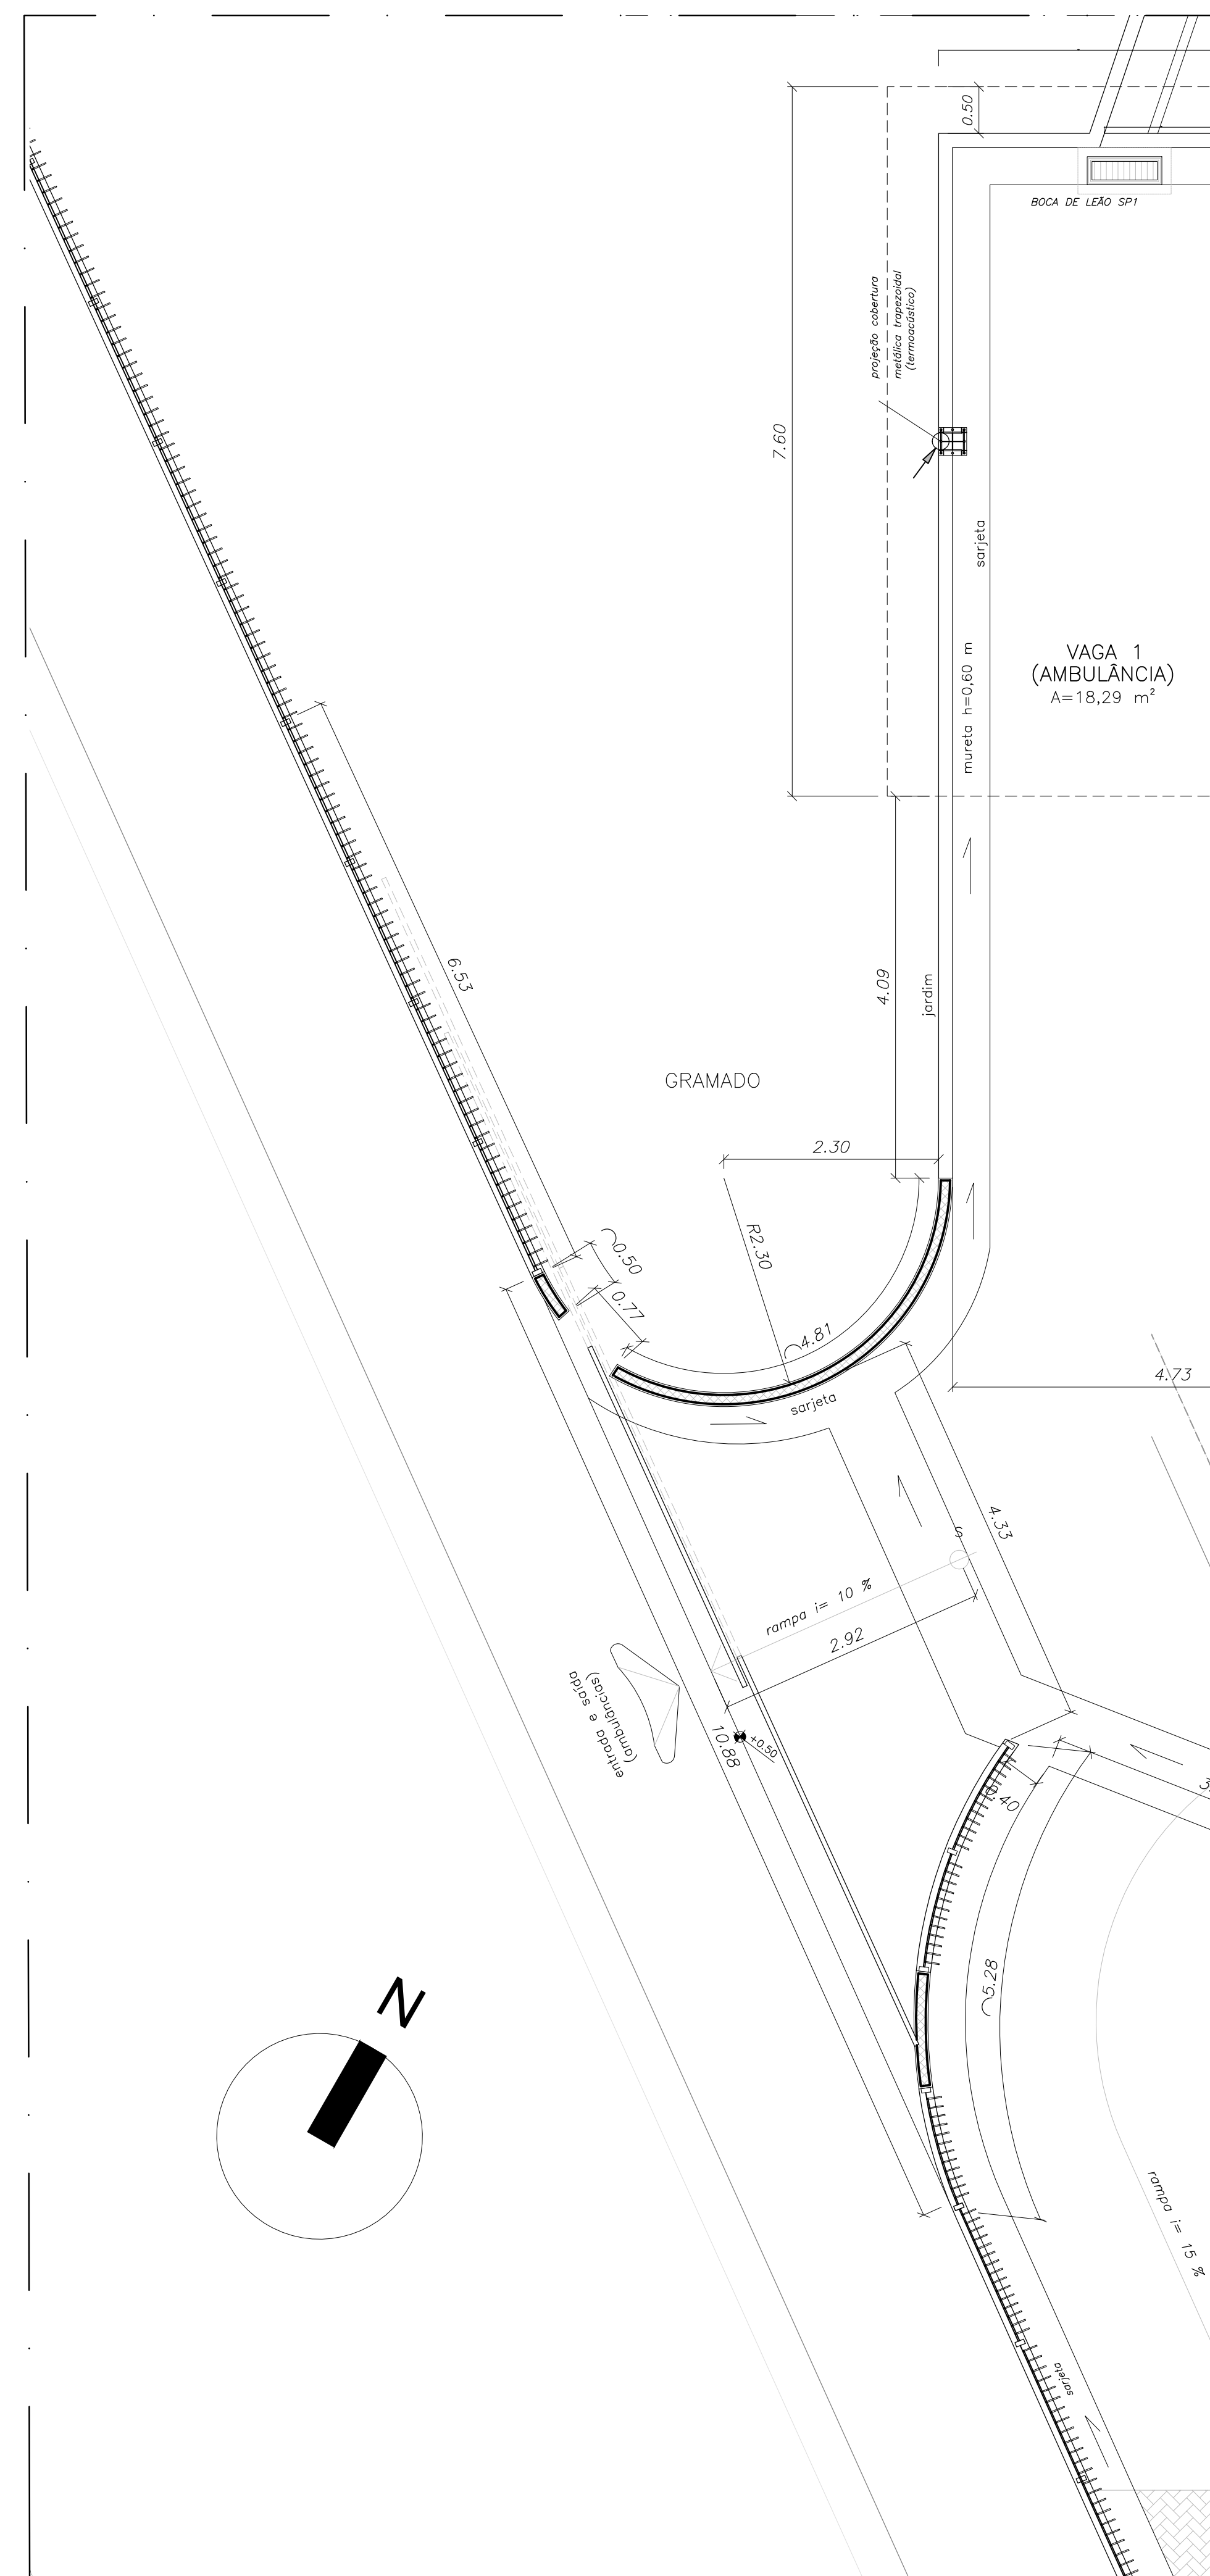 0.50
BOCA DE LEÃO SP1
projeção cobertura
metálica trapezoidal
(termoacústico)
7.60
sarjeta
mureta h=0,60 m
VAGA 1
(AMBULÂNCIA)
A=18,29 m²
6.53
4.09
jardim
GRAMADO
2.30
R2.30
0.50
0.77
4.81
sarjeta
4.73
4.33
S
rampa i= 10 %
2.92
entrada e saída
(ambulâncias)
10.88
+0.50
0.40
5.28
N
rampa i= 15 %
sarjeta